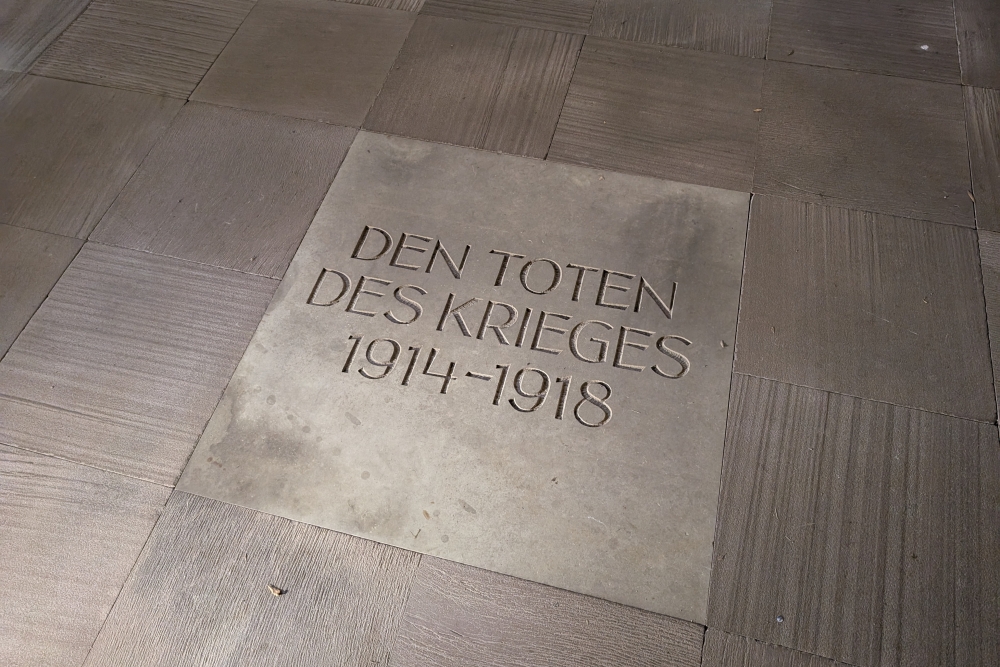 DEN TOTEN
DES KRIEGES
1914-1918